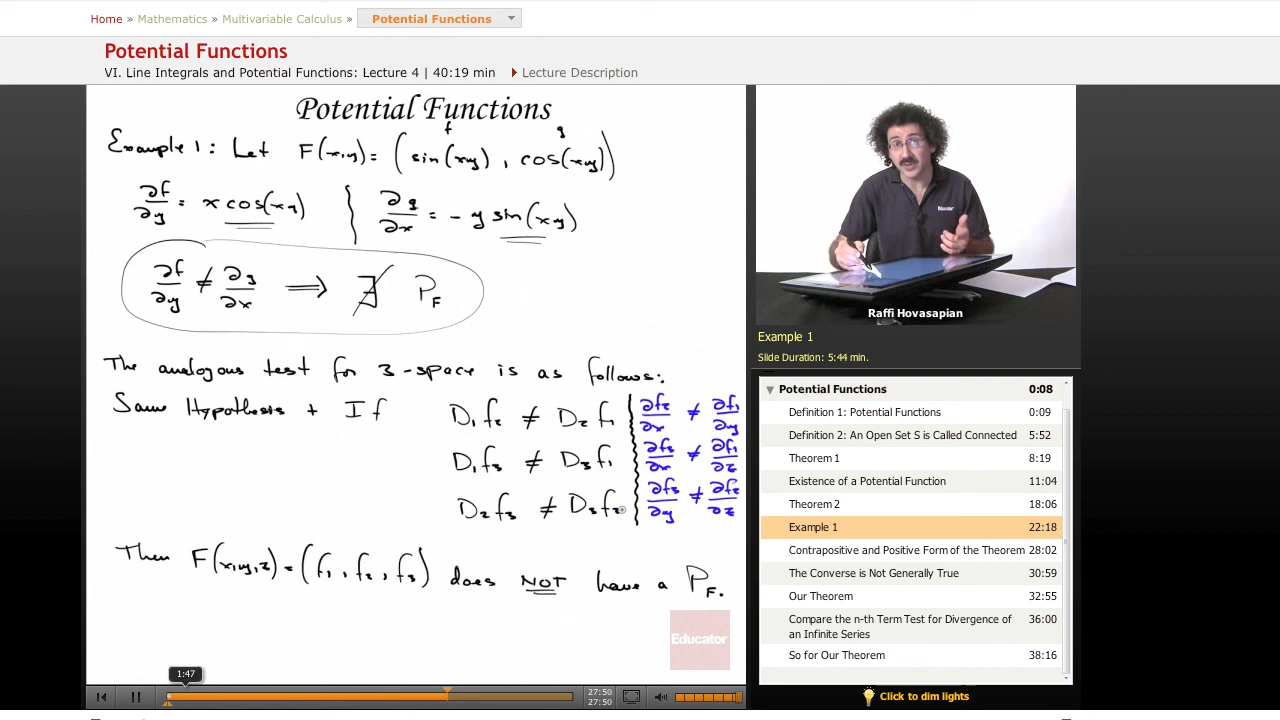 Home » Mathematics » Multivariable Calculus » Potential Functions
Potential Functions
VI. Line Integrals and Potential Functions: Lecture 4 | 40:19 min Lecture Description
Potential Functions
f g
Example 1: Let F(x,y) = (sin(xy), cos(xy))
∂f/∂y = x cos(xy) ∂g/∂x = - y sin(xy)
∂f/∂y ≠ ∂g/∂x ⟹ ∄ P_F
The analogous test for 3-space is as follows:
Same Hypothesis + If D₁f₂ ≠ D₂f₁ ∂f₂/∂x ≠ ∂f₁/∂y
D₁f₃ ≠ D₃f₁ ∂f₃/∂x ≠ ∂f₁/∂z
D₂f₃ ≠ D₃f₂ ∂f₃/∂y ≠ ∂f₂/∂z
Then F(x,y,z) = (f₁, f₂, f₃) does NOT have a P_F.
Educator
1:47
27:50
27:50
Educator
Raffi Hovasapian
Example 1
Slide Duration: 5:44 min.
Potential Functions 0:08
Definition 1: Potential Functions 0:09
Definition 2: An Open Set S is Called Connected 5:52
Theorem 1 8:19
Existence of a Potential Function 11:04
Theorem 2 18:06
Example 1 22:18
Contrapositive and Positive Form of the Theorem 28:02
The Converse is Not Generally True 30:59
Our Theorem 32:55
Compare the n-th Term Test for Divergence of 36:00
an Infinite Series
So for Our Theorem 38:16
Click to dim lights